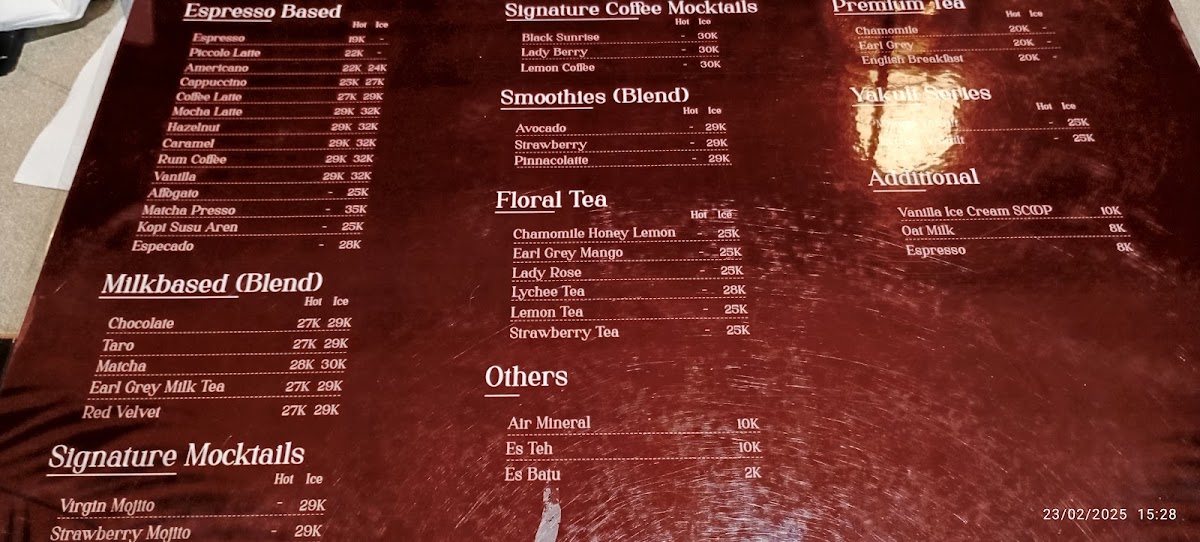 Espresso Based
Hot Ice
Espresso 19K -
Piccolo Latte 22K -
Americano 22K 24K
Cappuccino 25K 27K
Coffee Latte 27K 29K
Mocha Latte 29K 32K
Hazelnut 29K 32K
Caramel 29K 32K
Rum Coffee 29K 32K
Vanilla 29K 32K
Affogato - 25K
Matcha Presso - 35K
Kopi Susu Aren - 25K
Especado - 28K
Milkbased (Blend)
Hot Ice
Chocolate 27K 29K
Taro 27K 29K
Matcha 28K 30K
Earl Grey Milk Tea 27K 29K
Red Velvet 27K 29K
Signature Mocktails
Hot Ice
Virgin Mojito - 29K
Strawberry Mojito - 29K
Signature Coffee Mocktails
Hot Ice
Black Sunrise - 30K
Lady Berry - 30K
Lemon Coffee - 30K
Smoothies (Blend)
Hot Ice
Avocado - 29K
Strawberry - 29K
Pinnacolatte - 29K
Floral Tea
Hot Ice
Chamomile Honey Lemon - 25K
Earl Grey Mango - 25K
Lady Rose - 25K
Lychee Tea - 28K
Lemon Tea - 25K
Strawberry Tea - 25K
Others
Air Mineral 10K
Es Teh 10K
Es Batu 2K
Premium Tea
Hot Ice
Chamomile 20K -
Earl Grey 20K -
English Breakfast 20K -
Yakult Series
Hot Ice
- 25K
- 25K
Additional
Vanilla Ice Cream SCOOP 10K
Oat Milk 8K
Espresso 8K
23/02/2025 15:28